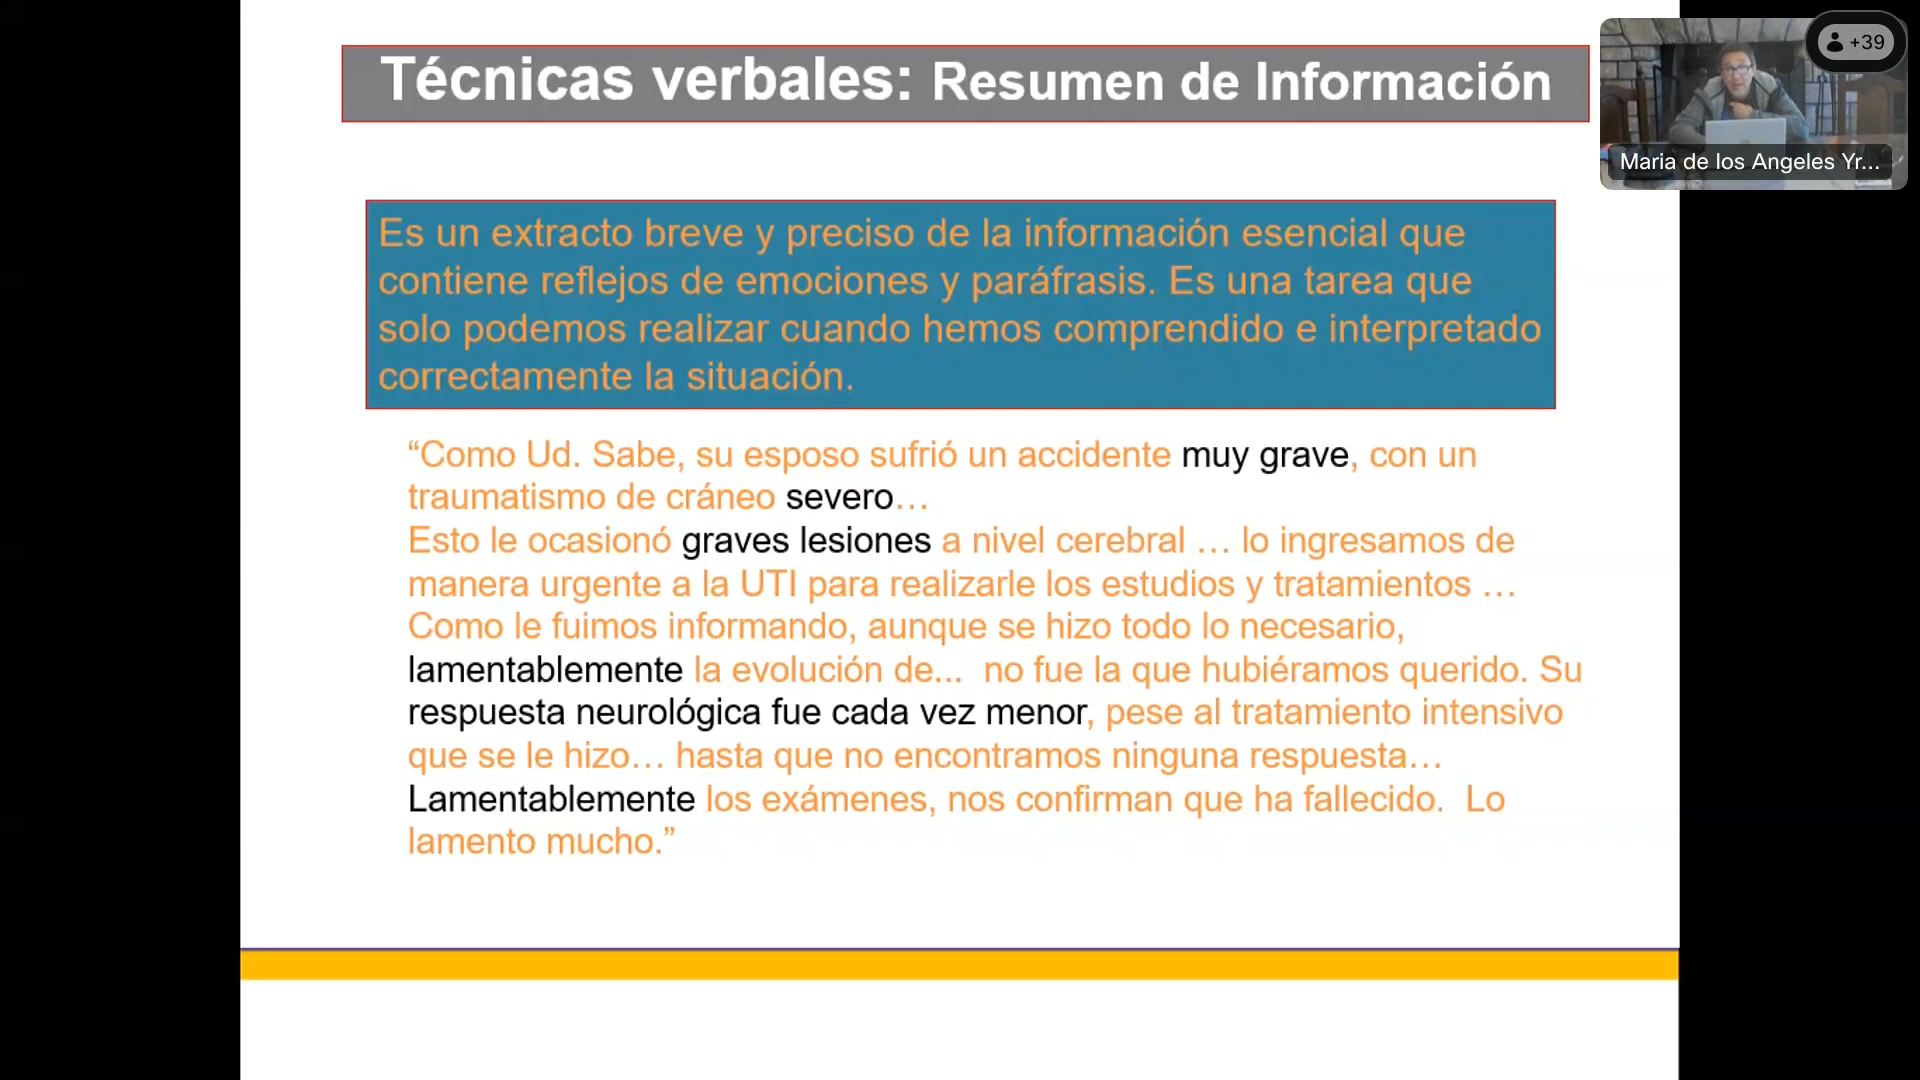 Técnicas verbales: Resumen de Información
+39
Maria de los Angeles Yr...
Es un extracto breve y preciso de la información esencial que
contiene reflejos de emociones y paráfrasis. Es una tarea que
solo podemos realizar cuando hemos comprendido e interpretado
correctamente la situación.
“Como Ud. Sabe, su esposo sufrió un accidente muy grave, con un
traumatismo de cráneo severo…
Esto le ocasionó graves lesiones a nivel cerebral … lo ingresamos de
manera urgente a la UTI para realizarle los estudios y tratamientos …
Como le fuimos informando, aunque se hizo todo lo necesario,
lamentablemente la evolución de... no fue la que hubiéramos querido. Su
respuesta neurológica fue cada vez menor, pese al tratamiento intensivo
que se le hizo… hasta que no encontramos ninguna respuesta…
Lamentablemente los exámenes, nos confirman que ha fallecido. Lo
lamento mucho.”